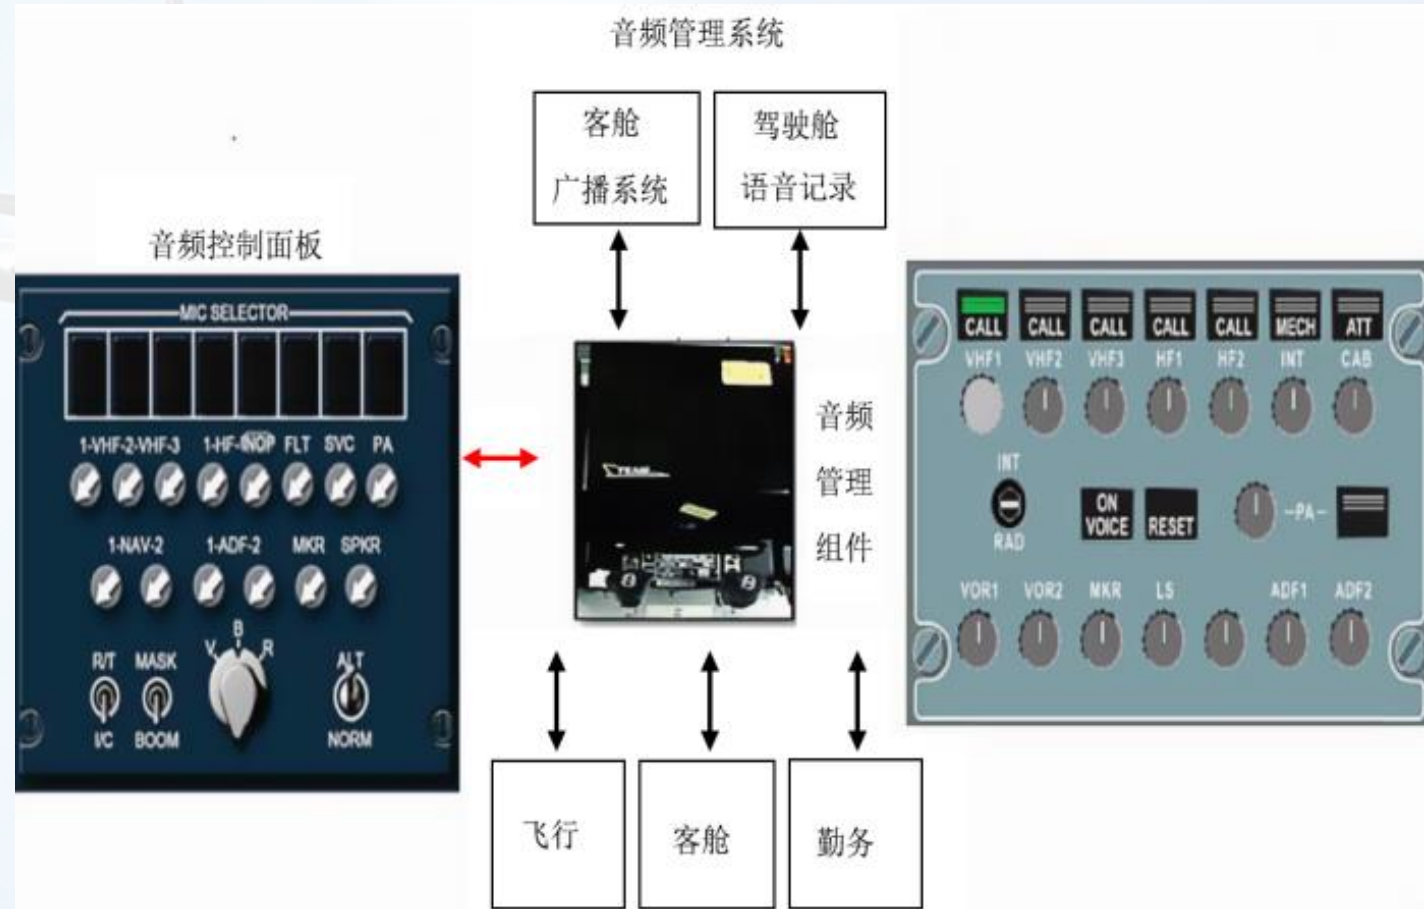 音频管理系统
客舱
广播系统
驾驶舱
语音记录
音频控制面板
MIC SELECTOR
1-VHF-2-VHF-3 1-HF- INOP FLT SVC PA
1-NAV-2 1-ADF-2 MKR SPKR
V B R
R/T MASK ALT
I/C BOOM NORM
TEAM
音频
管理
组件
CALL CALL CALL CALL CALL MECH ATT
VHF1 VHF2 VHF3 HF1 HF2 INT CAB
INT
RAD
ON
VOICE
RESET
-PA-
VOR1 VOR2 MKR LS ADF1 ADF2
飞行
客舱
勤务